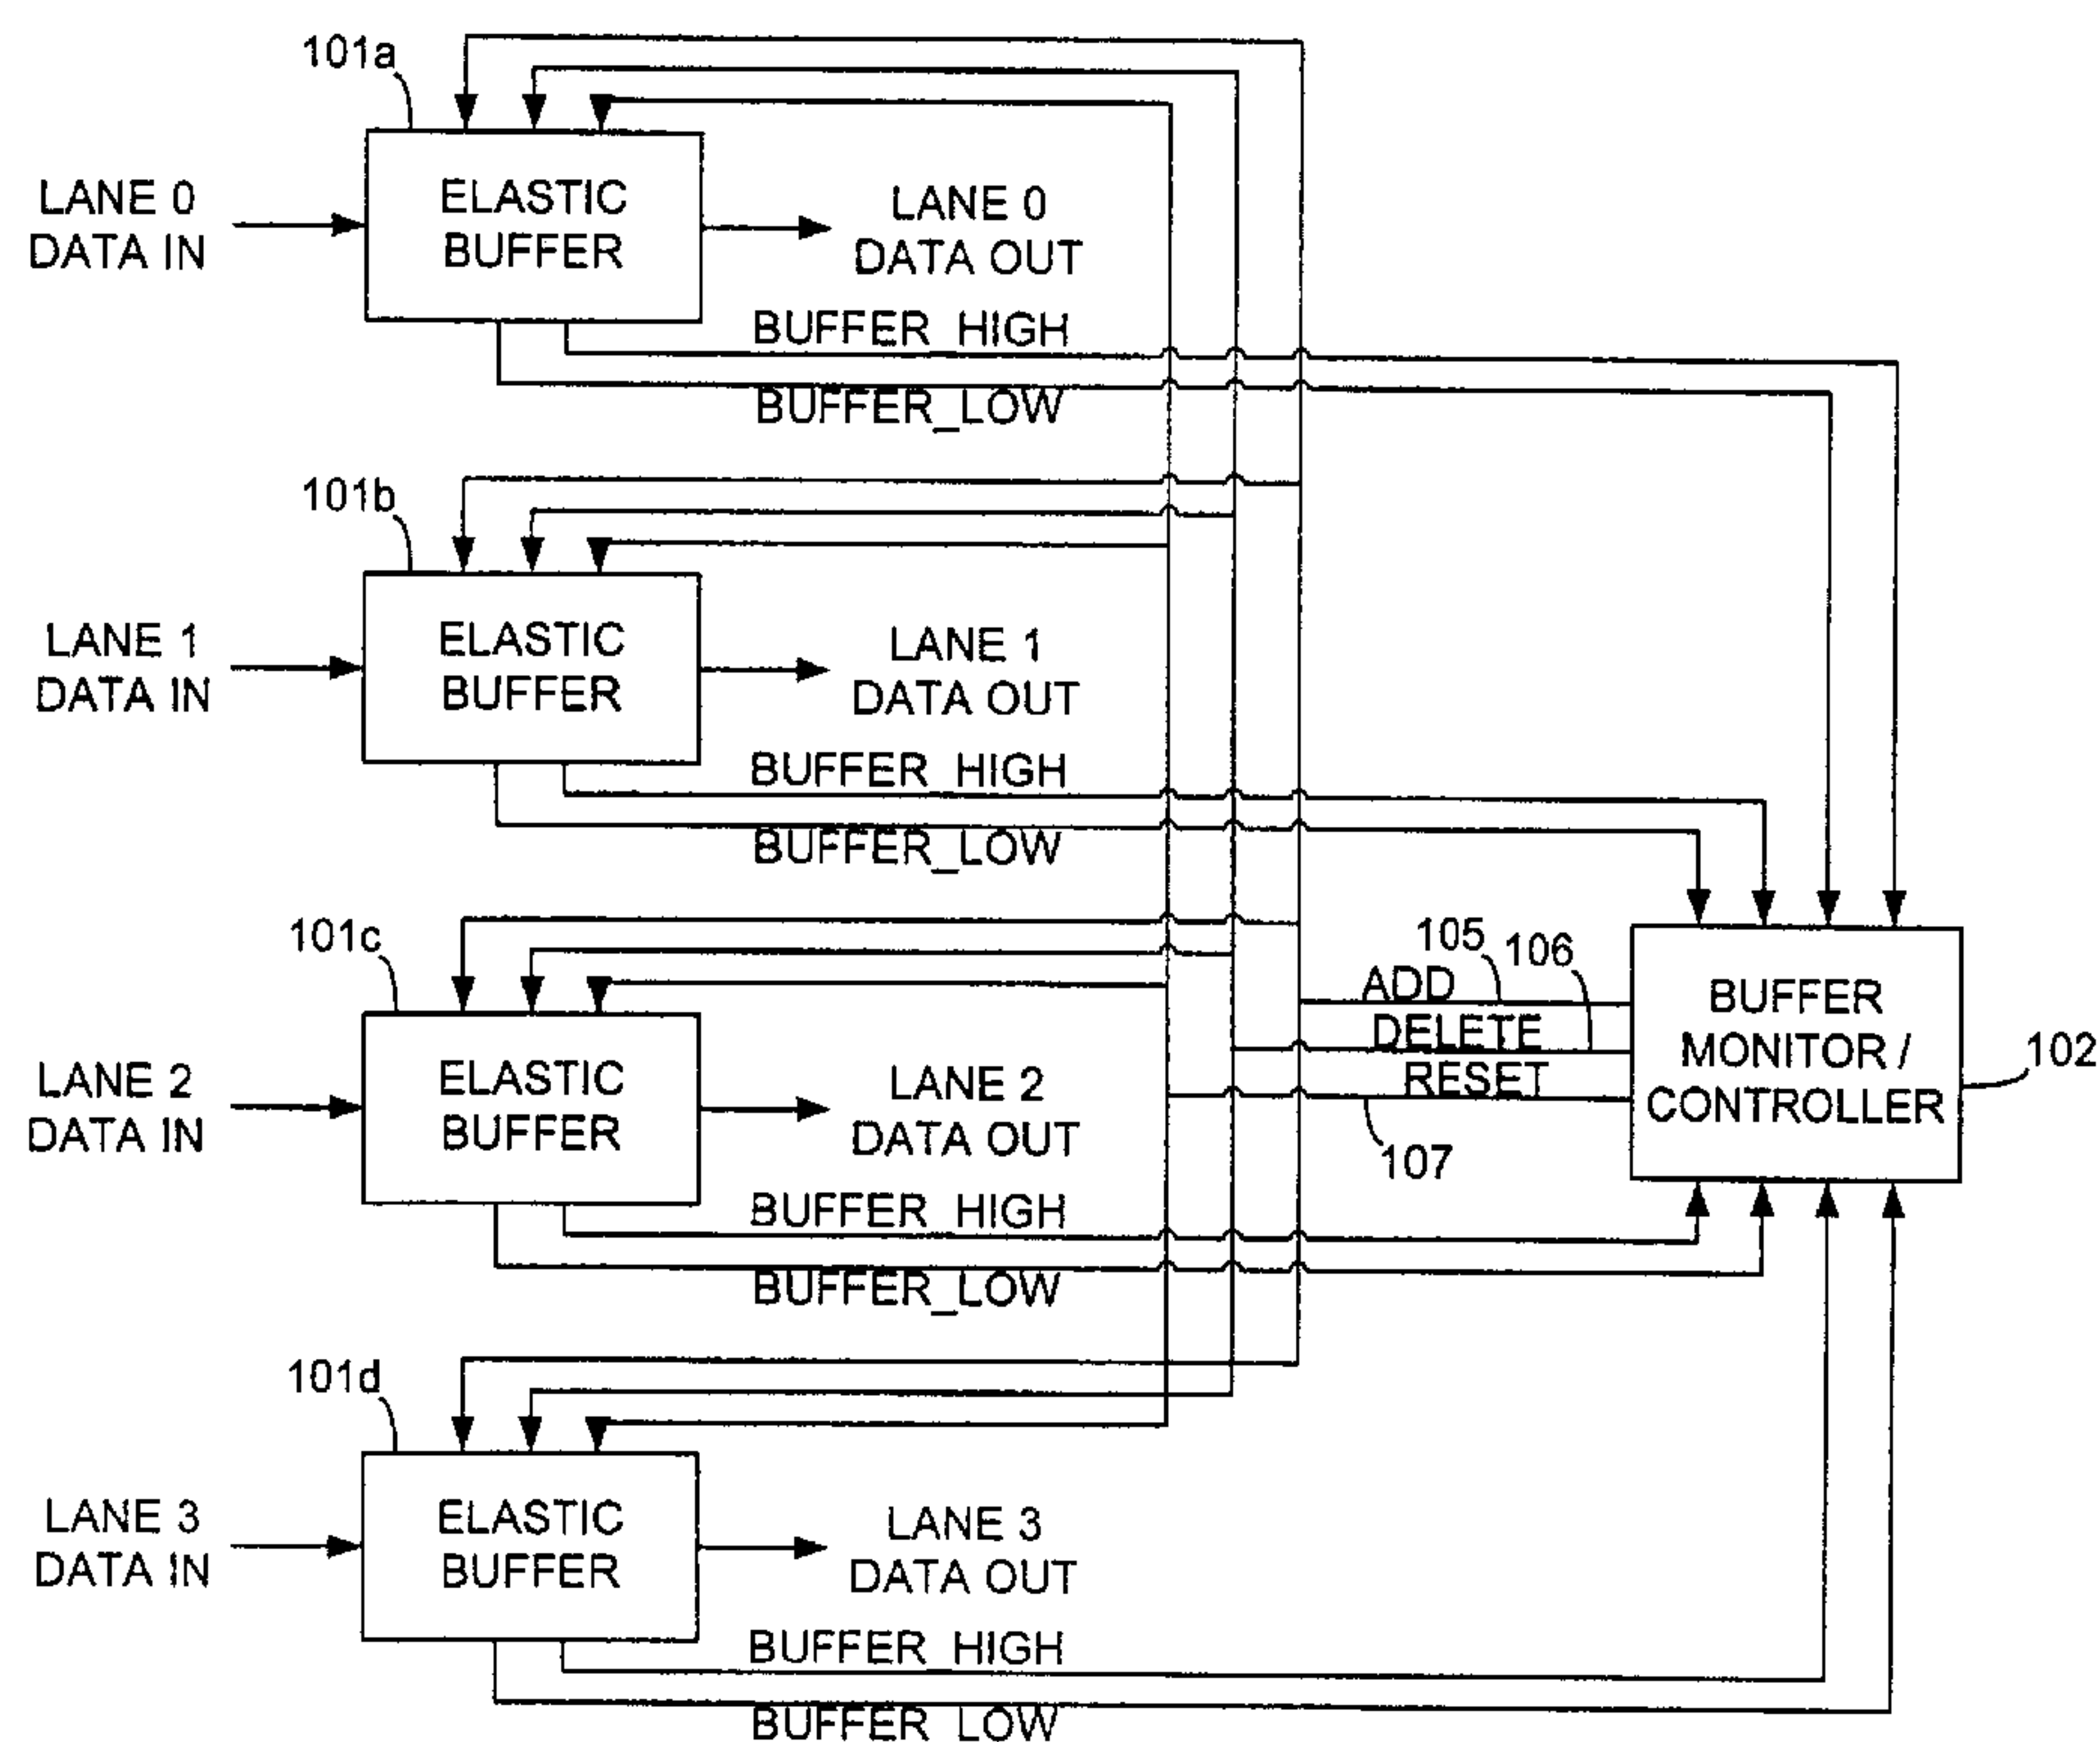 101a
LANE 0
DATA IN
ELASTIC
BUFFER
LANE 0
DATA OUT
BUFFER_HIGH
BUFFER_LOW
101b
LANE 1
DATA IN
ELASTIC
BUFFER
LANE 1
DATA OUT
BUFFER_HIGH
BUFFER_LOW
101c
LANE 2
DATA IN
ELASTIC
BUFFER
LANE 2
DATA OUT
BUFFER_HIGH
BUFFER_LOW
105
106
ADD
DELETE
RESET
107
BUFFER
MONITOR /
CONTROLLER
102
101d
LANE 3
DATA IN
ELASTIC
BUFFER
LANE 3
DATA OUT
BUFFER_HIGH
BUFFER_LOW